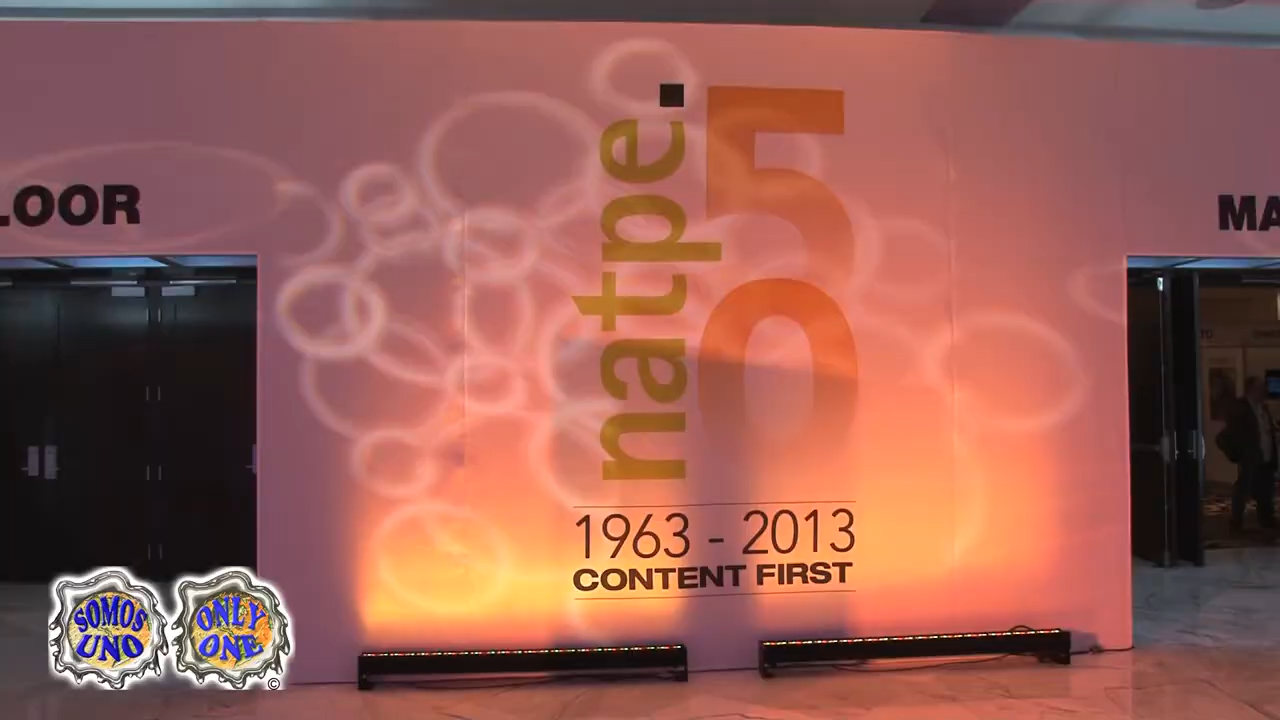 LOOR
natpe.
50
1963 - 2013
CONTENT FIRST
MA
SOMOS
UNO
ONLY
ONE
©